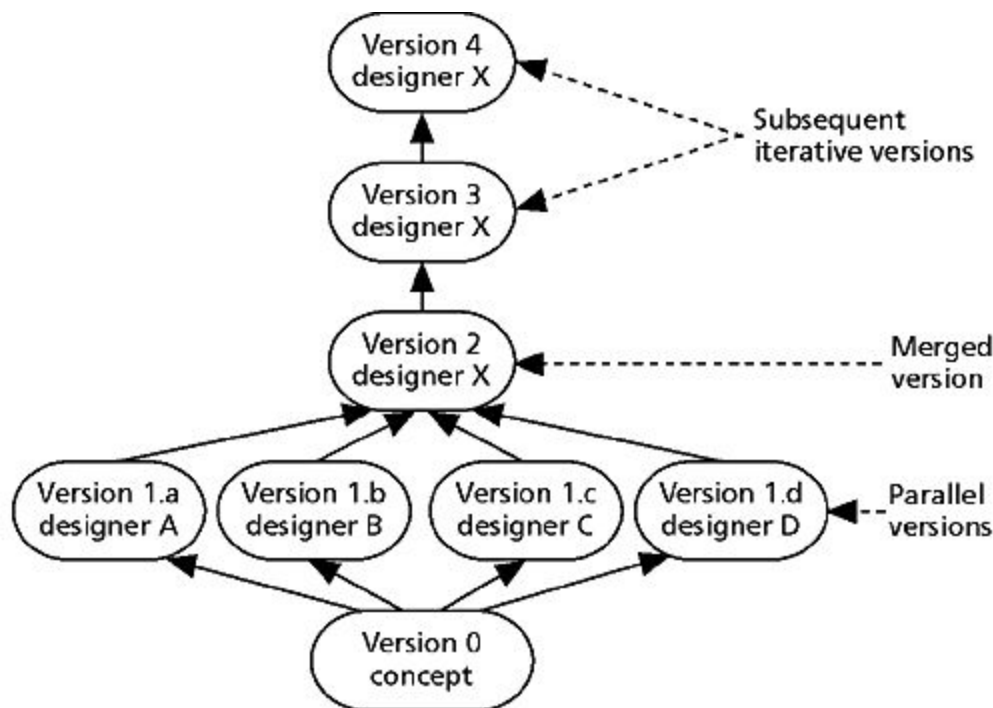 Version 4
designer X
Subsequent
iterative versions
Version 3
designer X
Version 2
designer X
Merged
version
Version 1.a
designer A
Version 1.b
designer B
Version 1.c
designer C
Version 1.d
designer D
Parallel
versions
Version 0
concept